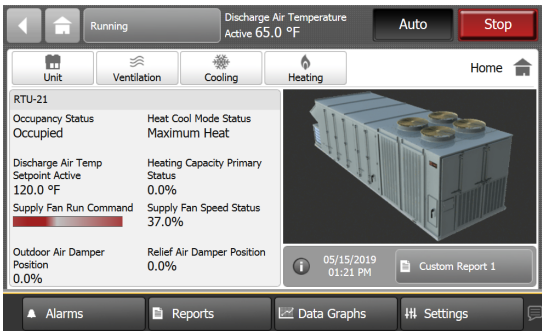 Running
Discharge Air Temperature
Active 65.0 °F
Auto
Stop
Unit
Ventilation
Cooling
Heating
Home
RTU-21
Occupancy Status
Occupied
Heat Cool Mode Status
Maximum Heat
Discharge Air Temp
Setpoint Active
120.0 °F
Heating Capacity Primary
Status
0.0%
Supply Fan Run Command
Supply Fan Speed Status
37.0%
Outdoor Air Damper
Position
0.0%
Relief Air Damper Position
0.0%
05/15/2019
01:21 PM
Custom Report 1
Alarms
Reports
Data Graphs
Settings